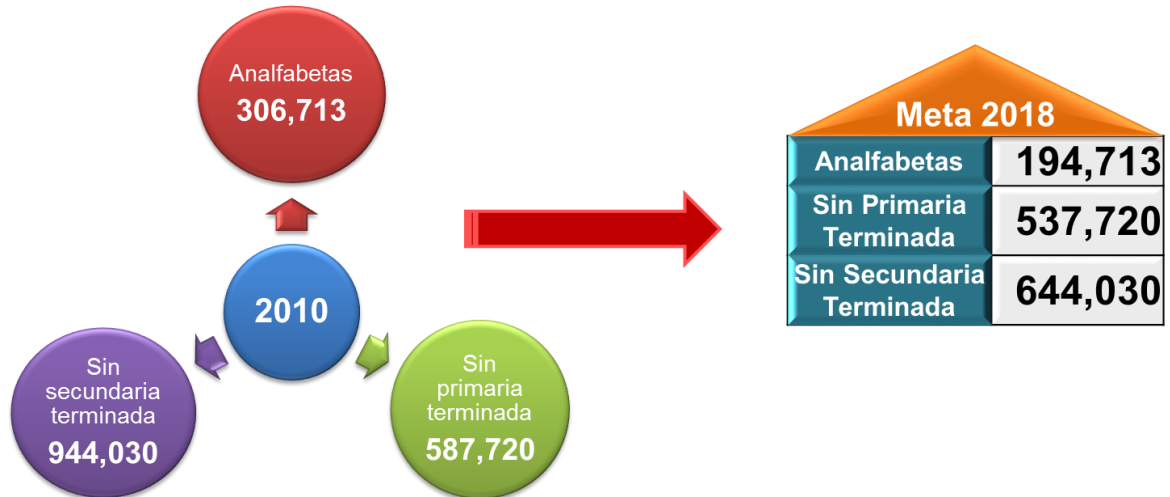 Analfabetas
306,713
2010
Sin
secundaria
terminada
944,030
Sin
primaria
terminada
587,720
Meta 2018
Analfabetas
194,713
Sin Primaria
Terminada
537,720
Sin Secundaria
Terminada
644,030